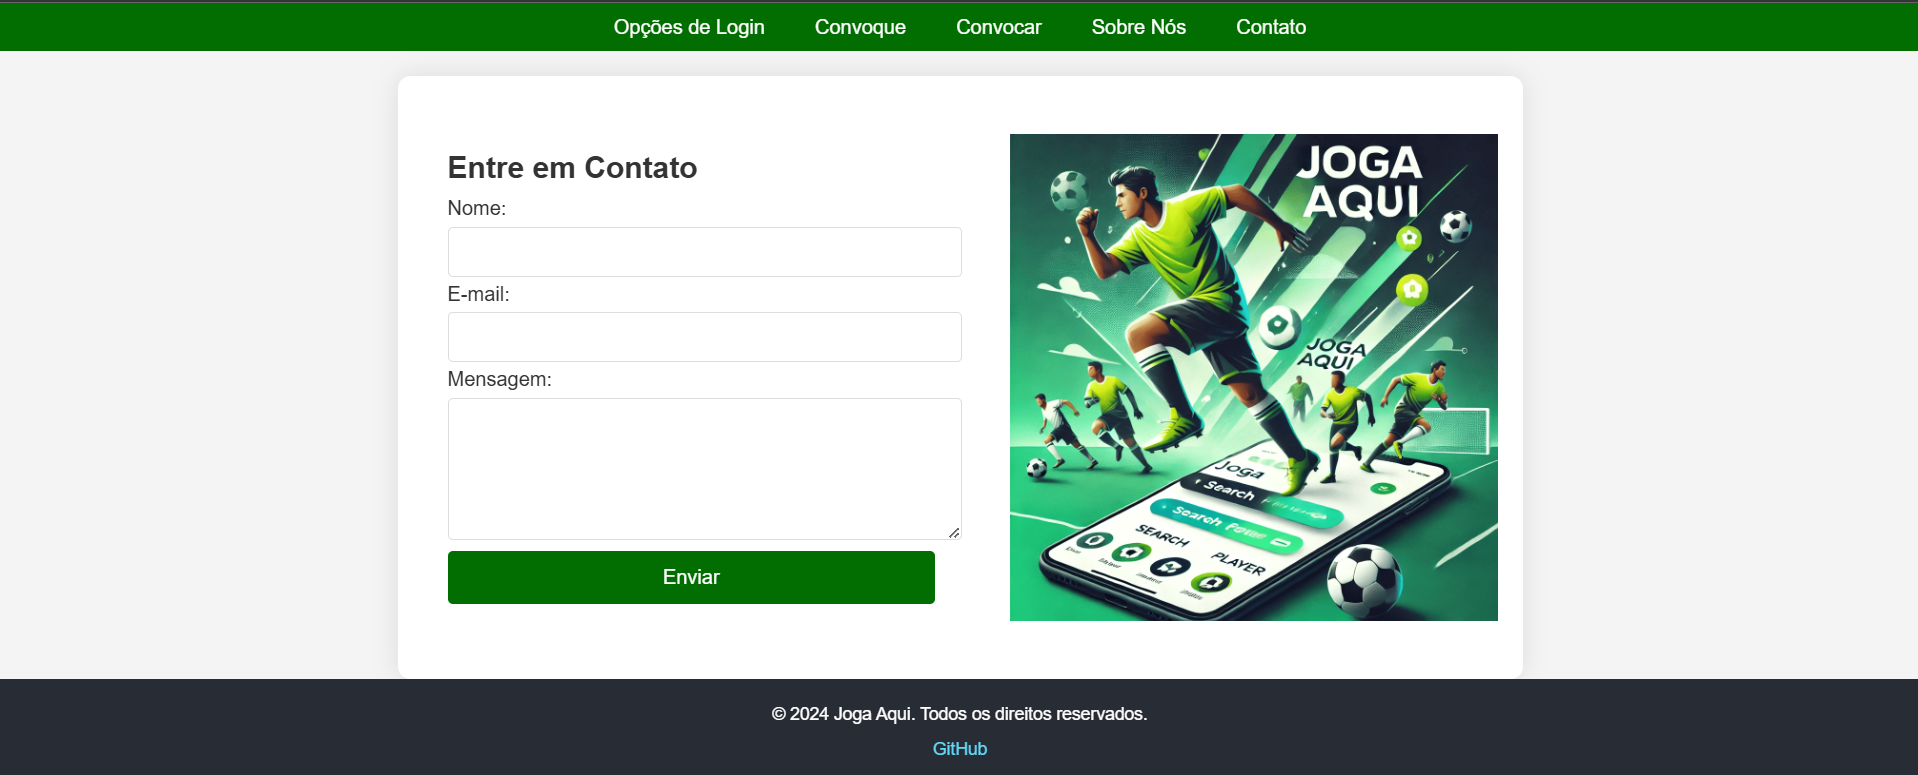 Opções de Login Convoque Convocar Sobre Nós Contato
Entre em Contato
Nome:
E-mail:
Mensagem:
Enviar
JOGA
AQUI
JOGA
AQUI
Joga
Search
Search
SEARCH
PLAYER
© 2024 Joga Aqui. Todos os direitos reservados.
GitHub